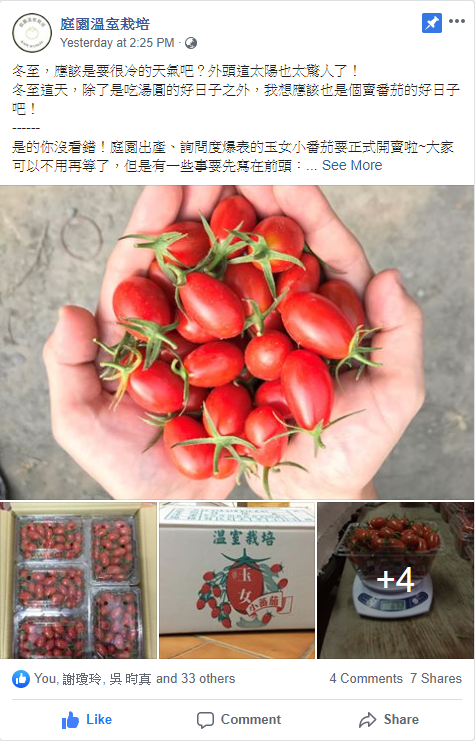 庭園溫室栽培
Yesterday at 2:25 PM ·
冬至，應該是要很冷的天氣吧？外頭這太陽也太驚人了！
冬至這天，除了是吃湯圓的好日子之外，我想應該也是個賣番茄的好日子
吧！
------
是的你沒看錯！庭園出產、詢問度爆表的玉女小番茄要正式開賣啦~大家
可以不用再等了，但是有一些事要先寫在前頭：... See More
溫室栽培
玉女
小番茄
+4
You, 謝瓊玲, 吳 昀真 and 33 others
4 Comments 7 Shares
Like
Comment
Share